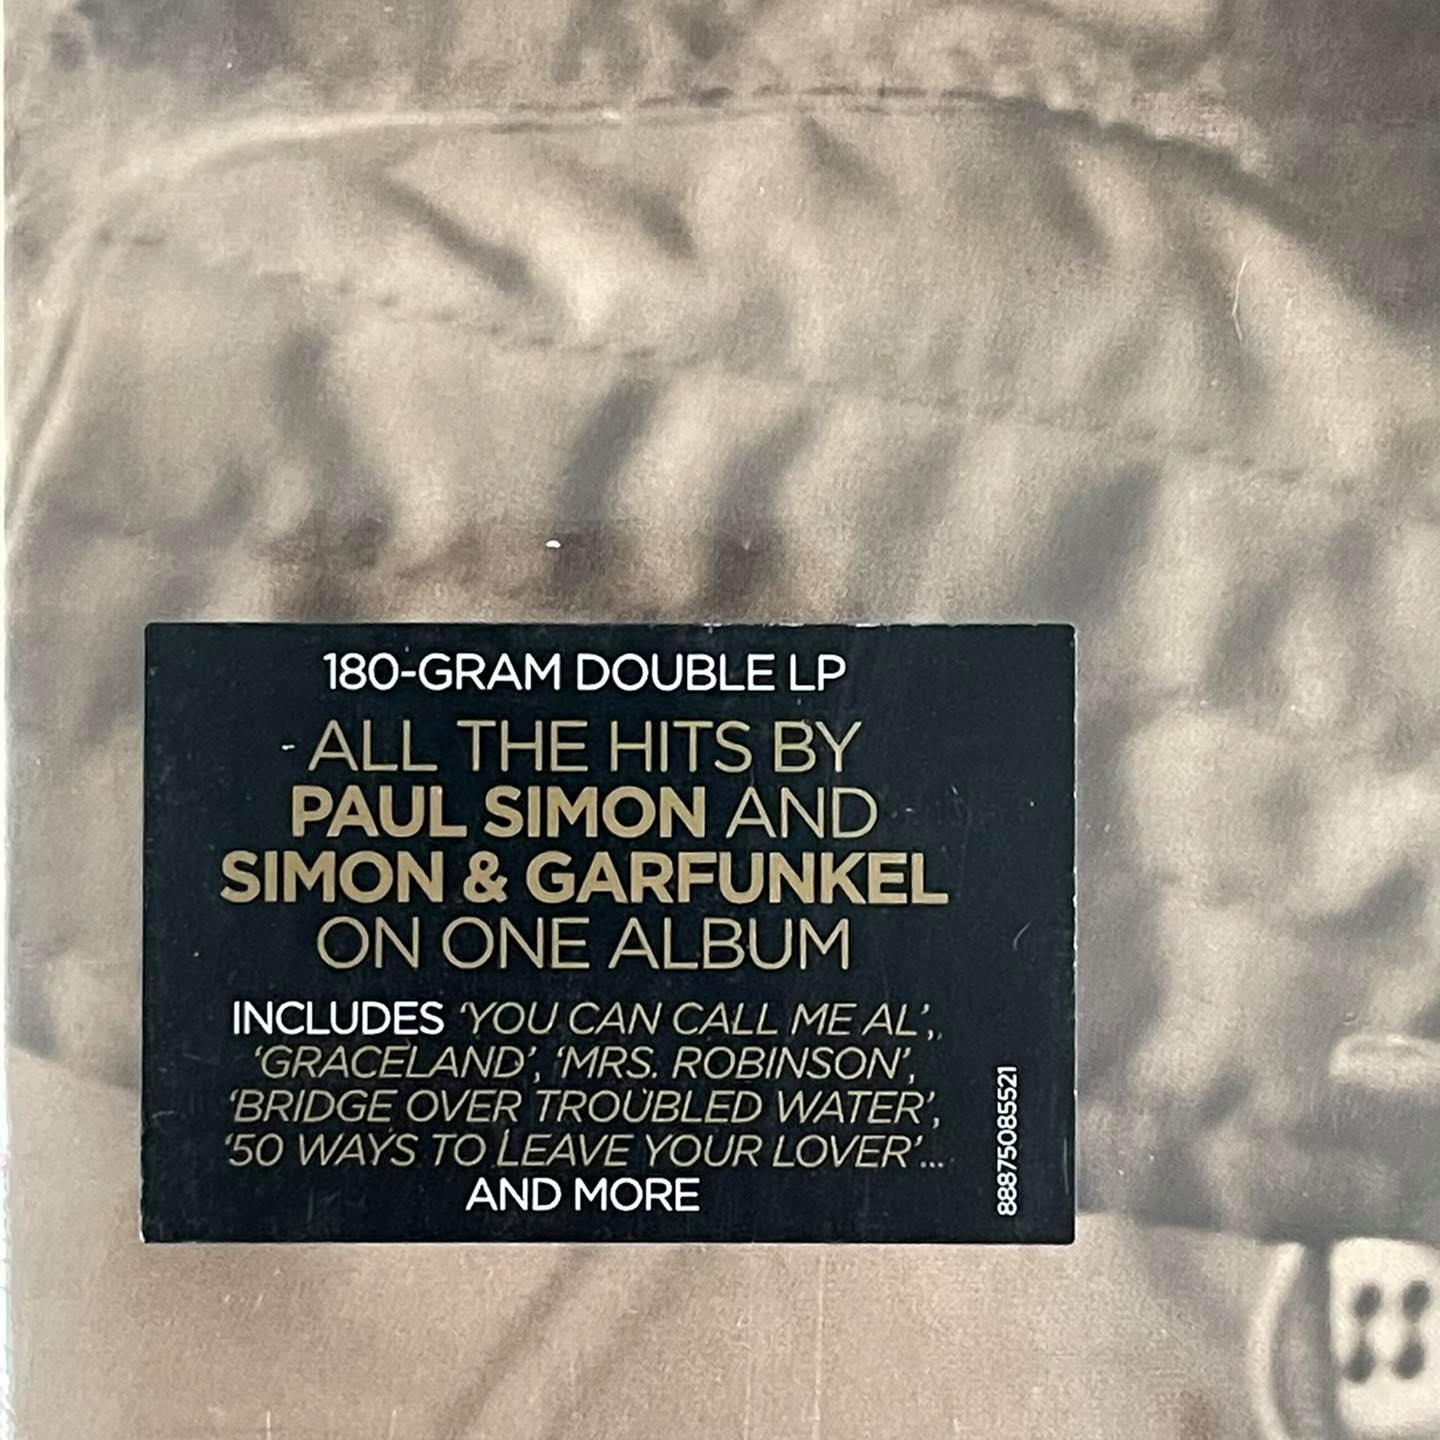 180-GRAM DOUBLE LP
ALL THE HITS BY
PAUL SIMON AND
SIMON & GARFUNKEL
ON ONE ALBUM
INCLUDES ‘YOU CAN CALL ME AL’,
‘GRACELAND’, ‘MRS. ROBINSON’,
‘BRIDGE OVER TROUBLED WATER’,
‘50 WAYS TO LEAVE YOUR LOVER’...
AND MORE
88875085521